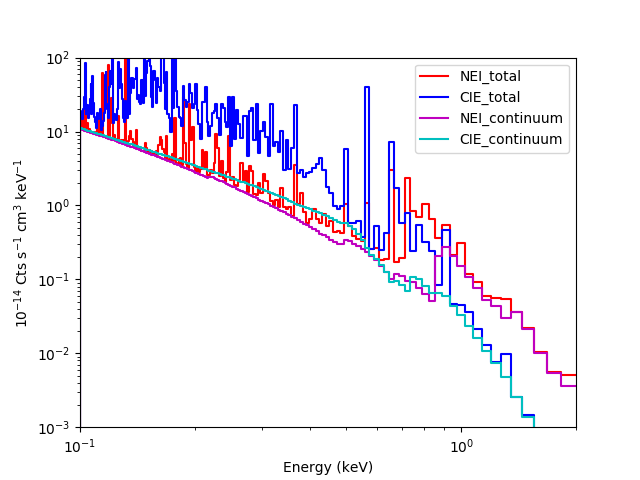 10²
10¹
10⁰
10⁻¹
10⁻²
10⁻³
10⁻¹
10⁰
10⁻¹⁴ Cts s⁻¹ cm³ keV⁻¹
Energy (keV)
NEI_total
CIE_total
NEI_continuum
CIE_continuum